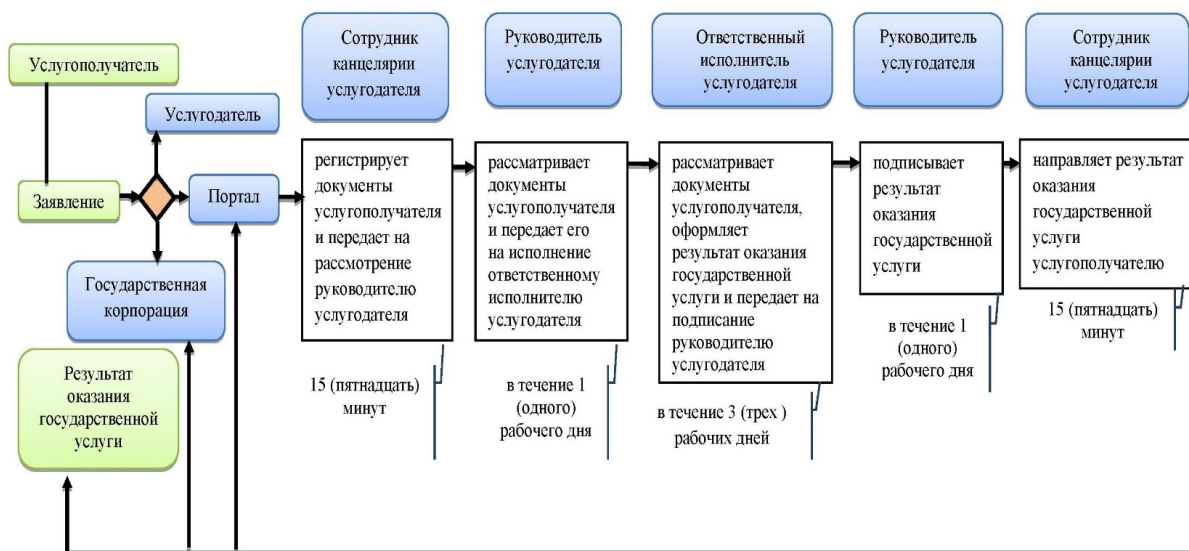 Услугополучатель
Услугодатель
Заявление
Портал
Государственная
корпорация
Результат
оказания
государственной
услуги
Сотрудник
канцелярии
услугодателя
регистрирует
документы
услугополучателя
и передает на
рассмотрение
руководителю
услугодателя
15 (пятнадцать)
минут
Руководитель
услугодателя
рассматривает
документы
услугополучателя
и передает его
на исполнение
ответственному
исполнителю
услугодателя
в течение 1
(одного)
рабочего дня
Ответственный
исполнитель
услугодателя
рассматривает
документы
услугополучателя,
оформляет
результат оказания
государственной
услуги и передает на
подписание
руководителю
услугодателя
в течение 3 (трех )
рабочих дней
Руководитель
услугодателя
подписывает
результат
оказания
государственной
услуги
в течение 1
(одного)
рабочего дня
Сотрудник
канцелярии
услугодателя
направляет результат
оказания
государственной
услуги
услугополучателю
15 (пятнадцать)
минут